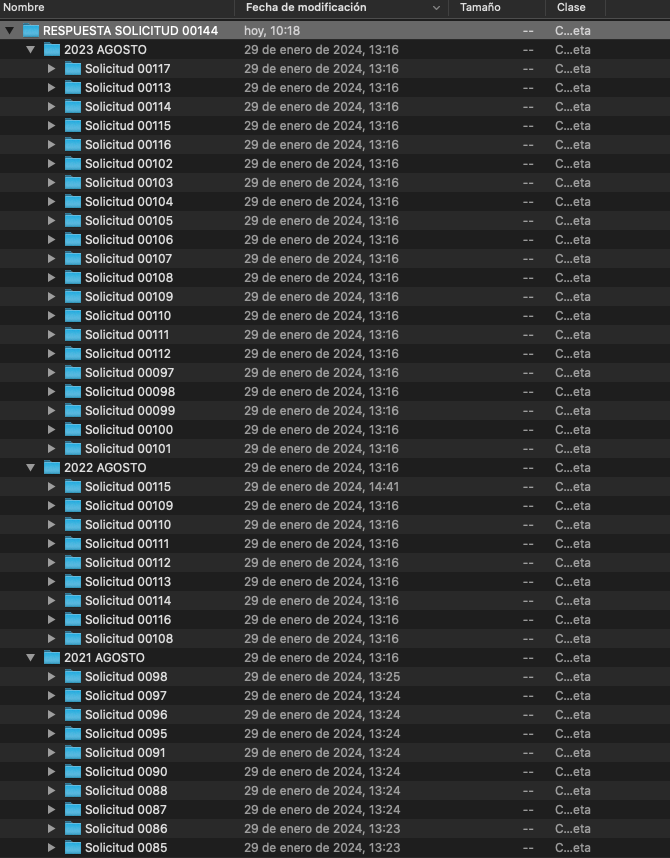 Nombre Fecha de modificación Tamaño Clase
RESPUESTA SOLICITUD 00144 hoy, 10:18 -- C...eta
2023 AGOSTO 29 de enero de 2024, 13:16 -- C...eta
Solicitud 00117 29 de enero de 2024, 13:16 -- C...eta
Solicitud 00113 29 de enero de 2024, 13:16 -- C...eta
Solicitud 00114 29 de enero de 2024, 13:16 -- C...eta
Solicitud 00115 29 de enero de 2024, 13:16 -- C...eta
Solicitud 00116 29 de enero de 2024, 13:16 -- C...eta
Solicitud 00102 29 de enero de 2024, 13:16 -- C...eta
Solicitud 00103 29 de enero de 2024, 13:16 -- C...eta
Solicitud 00104 29 de enero de 2024, 13:16 -- C...eta
Solicitud 00105 29 de enero de 2024, 13:16 -- C...eta
Solicitud 00106 29 de enero de 2024, 13:16 -- C...eta
Solicitud 00107 29 de enero de 2024, 13:16 -- C...eta
Solicitud 00108 29 de enero de 2024, 13:16 -- C...eta
Solicitud 00109 29 de enero de 2024, 13:16 -- C...eta
Solicitud 00110 29 de enero de 2024, 13:16 -- C...eta
Solicitud 00111 29 de enero de 2024, 13:16 -- C...eta
Solicitud 00112 29 de enero de 2024, 13:16 -- C...eta
Solicitud 00097 29 de enero de 2024, 13:16 -- C...eta
Solicitud 00098 29 de enero de 2024, 13:16 -- C...eta
Solicitud 00099 29 de enero de 2024, 13:16 -- C...eta
Solicitud 00100 29 de enero de 2024, 13:16 -- C...eta
Solicitud 00101 29 de enero de 2024, 13:16 -- C...eta
2022 AGOSTO 29 de enero de 2024, 13:16 -- C...eta
Solicitud 00115 29 de enero de 2024, 14:41 -- C...eta
Solicitud 00109 29 de enero de 2024, 13:16 -- C...eta
Solicitud 00110 29 de enero de 2024, 13:16 -- C...eta
Solicitud 00111 29 de enero de 2024, 13:16 -- C...eta
Solicitud 00112 29 de enero de 2024, 13:16 -- C...eta
Solicitud 00113 29 de enero de 2024, 13:16 -- C...eta
Solicitud 00114 29 de enero de 2024, 13:16 -- C...eta
Solicitud 00116 29 de enero de 2024, 13:16 -- C...eta
Solicitud 00108 29 de enero de 2024, 13:16 -- C...eta
2021 AGOSTO 29 de enero de 2024, 13:16 -- C...eta
Solicitud 0098 29 de enero de 2024, 13:25 -- C...eta
Solicitud 0097 29 de enero de 2024, 13:24 -- C...eta
Solicitud 0096 29 de enero de 2024, 13:24 -- C...eta
Solicitud 0095 29 de enero de 2024, 13:24 -- C...eta
Solicitud 0091 29 de enero de 2024, 13:24 -- C...eta
Solicitud 0090 29 de enero de 2024, 13:24 -- C...eta
Solicitud 0088 29 de enero de 2024, 13:24 -- C...eta
Solicitud 0087 29 de enero de 2024, 13:24 -- C...eta
Solicitud 0086 29 de enero de 2024, 13:23 -- C...eta
Solicitud 0085 29 de enero de 2024, 13:23 -- C...eta